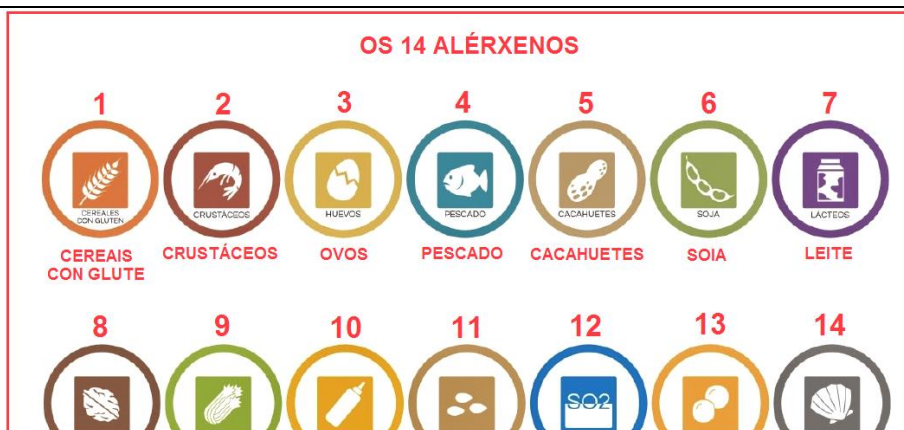 OS 14 ALÉRXENOS
1 2 3 4 5 6 7
CEREALES
CON GLUTEN
CRUSTÁCEOS
HUEVOS
PESCADO
CACAHUETES
SOJA
LÁCTEOS
CEREAIS
CON GLUTE
CRUSTÁCEOS
OVOS
PESCADO
CACAHUETES
SOIA
LEITE
8 9 10 11 12 13 14
SO2